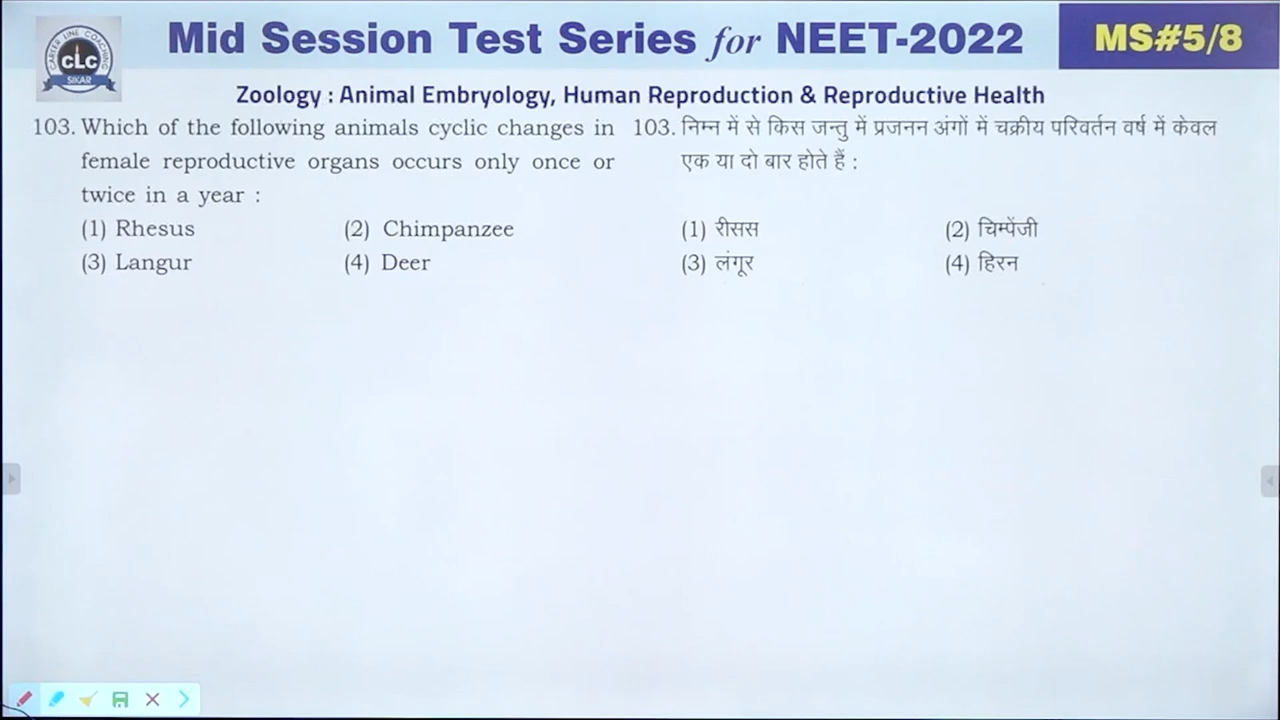 CAREER LINE COACHING
CLC
SIKAR
Mid Session Test Series for NEET-2022
MS#5/8
Zoology : Animal Embryology, Human Reproduction & Reproductive Health
103. Which of the following animals cyclic changes in
female reproductive organs occurs only once or
twice in a year :
(1) Rhesus (2) Chimpanzee
(3) Langur (4) Deer
103. निम्न में से किस जन्तु में प्रजनन अंगों में चक्रीय परिवर्तन वर्ष में केवल
एक या दो बार होते हैं :
(1) रीसस (2) चिम्पेंजी
(3) लंगूर (4) हिरन